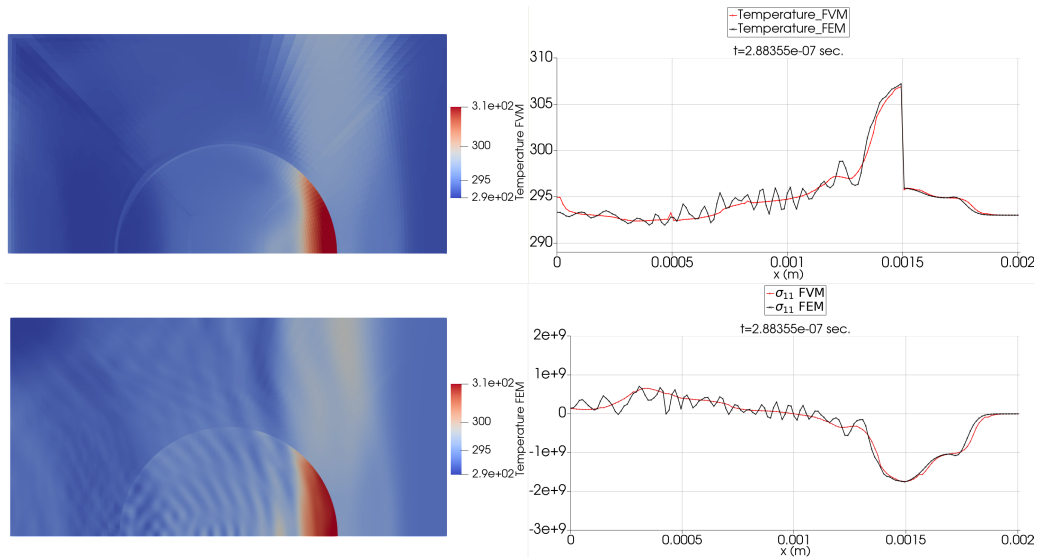 3.1e+02
300
295
2.9e+02
Temperature FVM
Temperature_FVM
Temperature_FEM
t=2.88355e-07 sec.
310
305
300
295
290
0
0.0005
0.001
0.0015
0.002
x (m)
3.1e+02
300
295
2.9e+02
Temperature FEM
σ₁₁ FVM
σ₁₁ FEM
t=2.88355e-07 sec.
2e+9
1e+9
0
-1e+9
-2e+9
-3e+9
0
0.0005
0.001
0.0015
0.002
x (m)